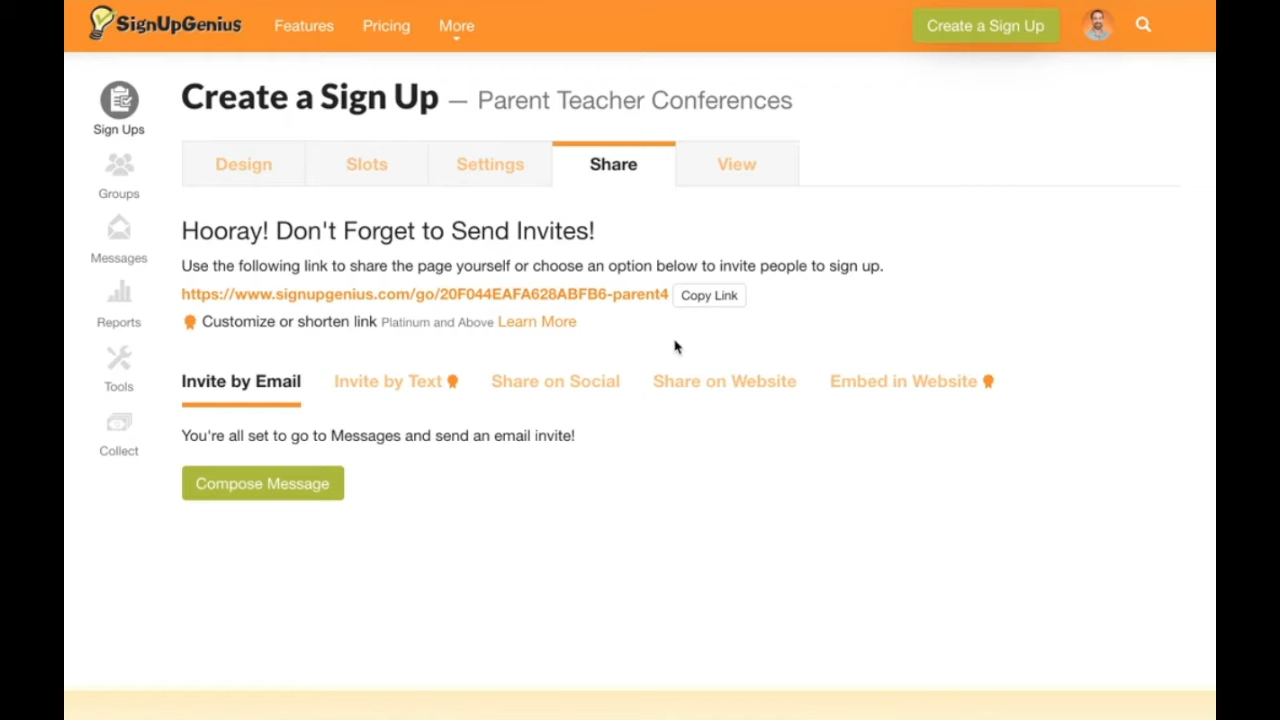 SignUpGenius Features Pricing More Create a Sign Up
Create a Sign Up — Parent Teacher Conferences
Sign Ups
Design Slots Settings Share View
Groups
Hooray! Don't Forget to Send Invites!
Messages
Use the following link to share the page yourself or choose an option below to invite people to sign up.
https://www.signupgenius.com/go/20F044EAFA628ABFB6-parent4 Copy Link
Reports
Customize or shorten link Platinum and Above Learn More
Tools
Invite by Email Invite by Text Share on Social Share on Website Embed in Website
Collect
You're all set to go to Messages and send an email invite!
Compose Message